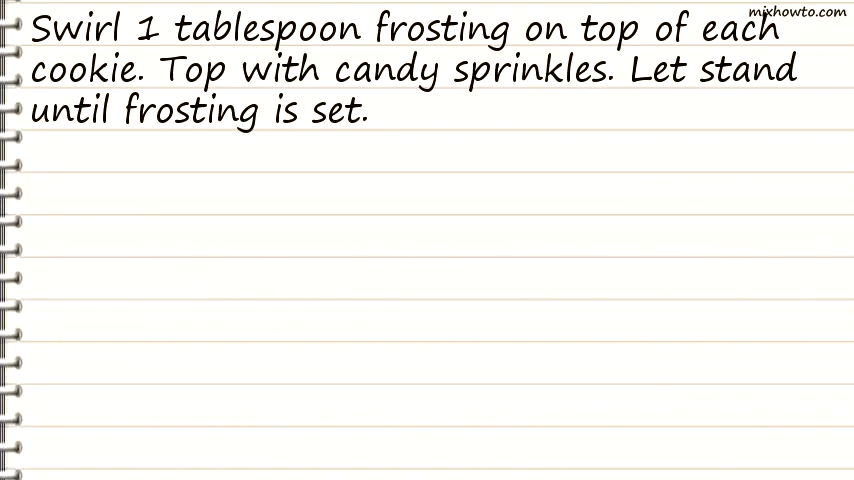 mixhowto.com
Swirl 1 tablespoon frosting on top of each
cookie. Top with candy sprinkles. Let stand
until frosting is set.